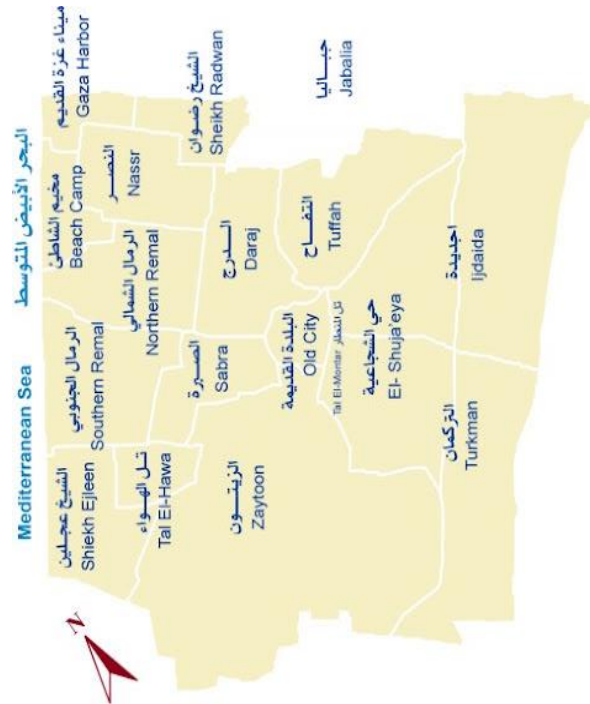 البحر الأبيض المتوسط
Mediterranean Sea
ميناء غزة القديم
Gaza Harbor
مخيم الشاطئ
Beach Camp
النصر
Nassr
الشيخ رضوان
Sheikh Radwan
جباليا
Jabalia
الرمال الشمالي
Northern Remal
الرمال الجنوبي
Southern Remal
الدرج
Daraj
التفاح
Tuffah
الصبرة
Sabra
البلدة القديمة
Old City
Tal El-Montar تل المنطار
حي الشجاعية
El- Shuja'eya
اجديدة
Ijdaida
التركمان
Turkman
الشيخ عجلين
Shiekh Ejleen
تل الهواء
Tal El-Hawa
الزيتون
Zaytoon
N